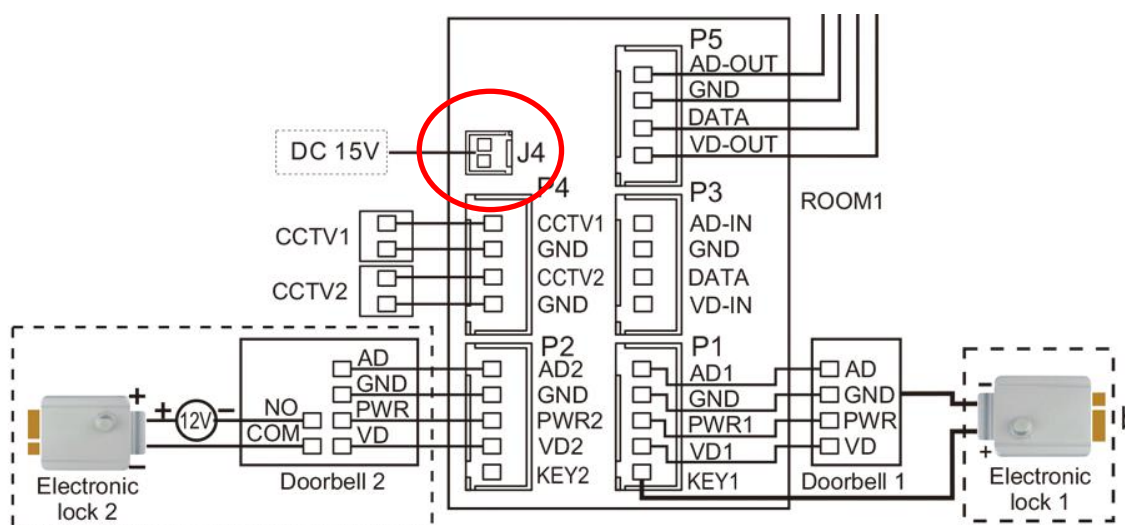 P5
AD-OUT
GND
DATA
VD-OUT
DC 15V
J4
P4
CCTV1
GND
CCTV2
GND
CCTV1
CCTV2
P3
AD-IN
GND
DATA
VD-IN
ROOM1
P2
AD2
GND
PWR2
VD2
KEY2
AD
GND
PWR
VD
NO
COM
Doorbell 2
+
+
12V
−
−
Electronic
lock 2
P1
AD1
GND
PWR1
VD1
KEY1
AD
GND
PWR
VD
Doorbell 1
−
+
Electronic
lock 1